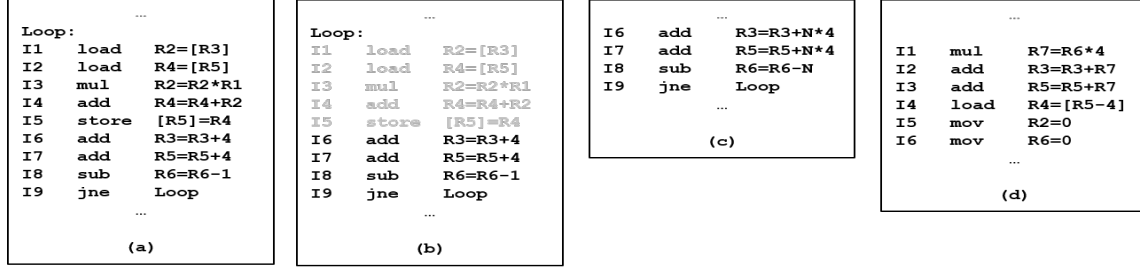 …
Loop:
I1 load R2=[R3]
I2 load R4=[R5]
I3 mul R2=R2*R1
I4 add R4=R4+R2
I5 store [R5]=R4
I6 add R3=R3+4
I7 add R5=R5+4
I8 sub R6=R6-1
I9 jne Loop
…
(a)
…
Loop:
I1 load R2=[R3]
I2 load R4=[R5]
I3 mul R2=R2*R1
I4 add R4=R4+R2
I5 store [R5]=R4
I6 add R3=R3+4
I7 add R5=R5+4
I8 sub R6=R6-1
I9 jne Loop
…
(b)
…
I6 add R3=R3+N*4
I7 add R5=R5+N*4
I8 sub R6=R6-N
I9 jne Loop
…
(c)
…
I1 mul R7=R6*4
I2 add R3=R3+R7
I3 add R5=R5+R7
I4 load R4=[R5-4]
I5 mov R2=0
I6 mov R6=0
…
(d)